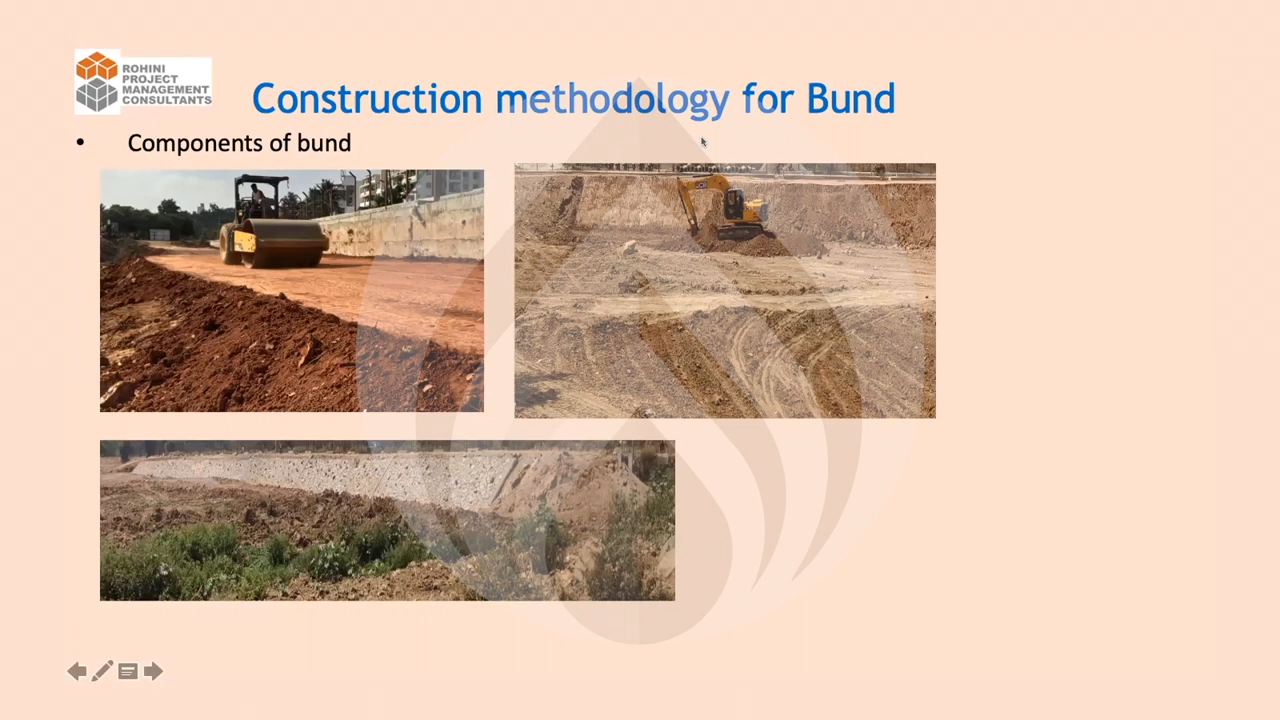 ROHINI
PROJECT
MANAGEMENT
CONSULTANTS
Construction methodology for Bund
• Components of bund